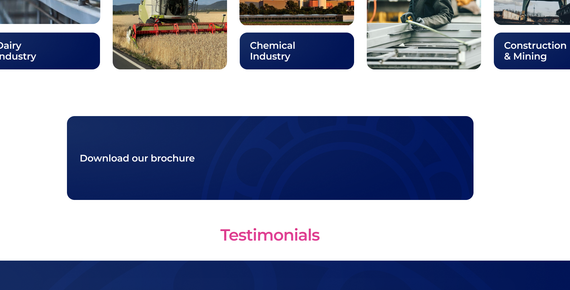 Dairy
Industry
Chemical
Industry
Construction
& Mining
Download our brochure
Testimonials